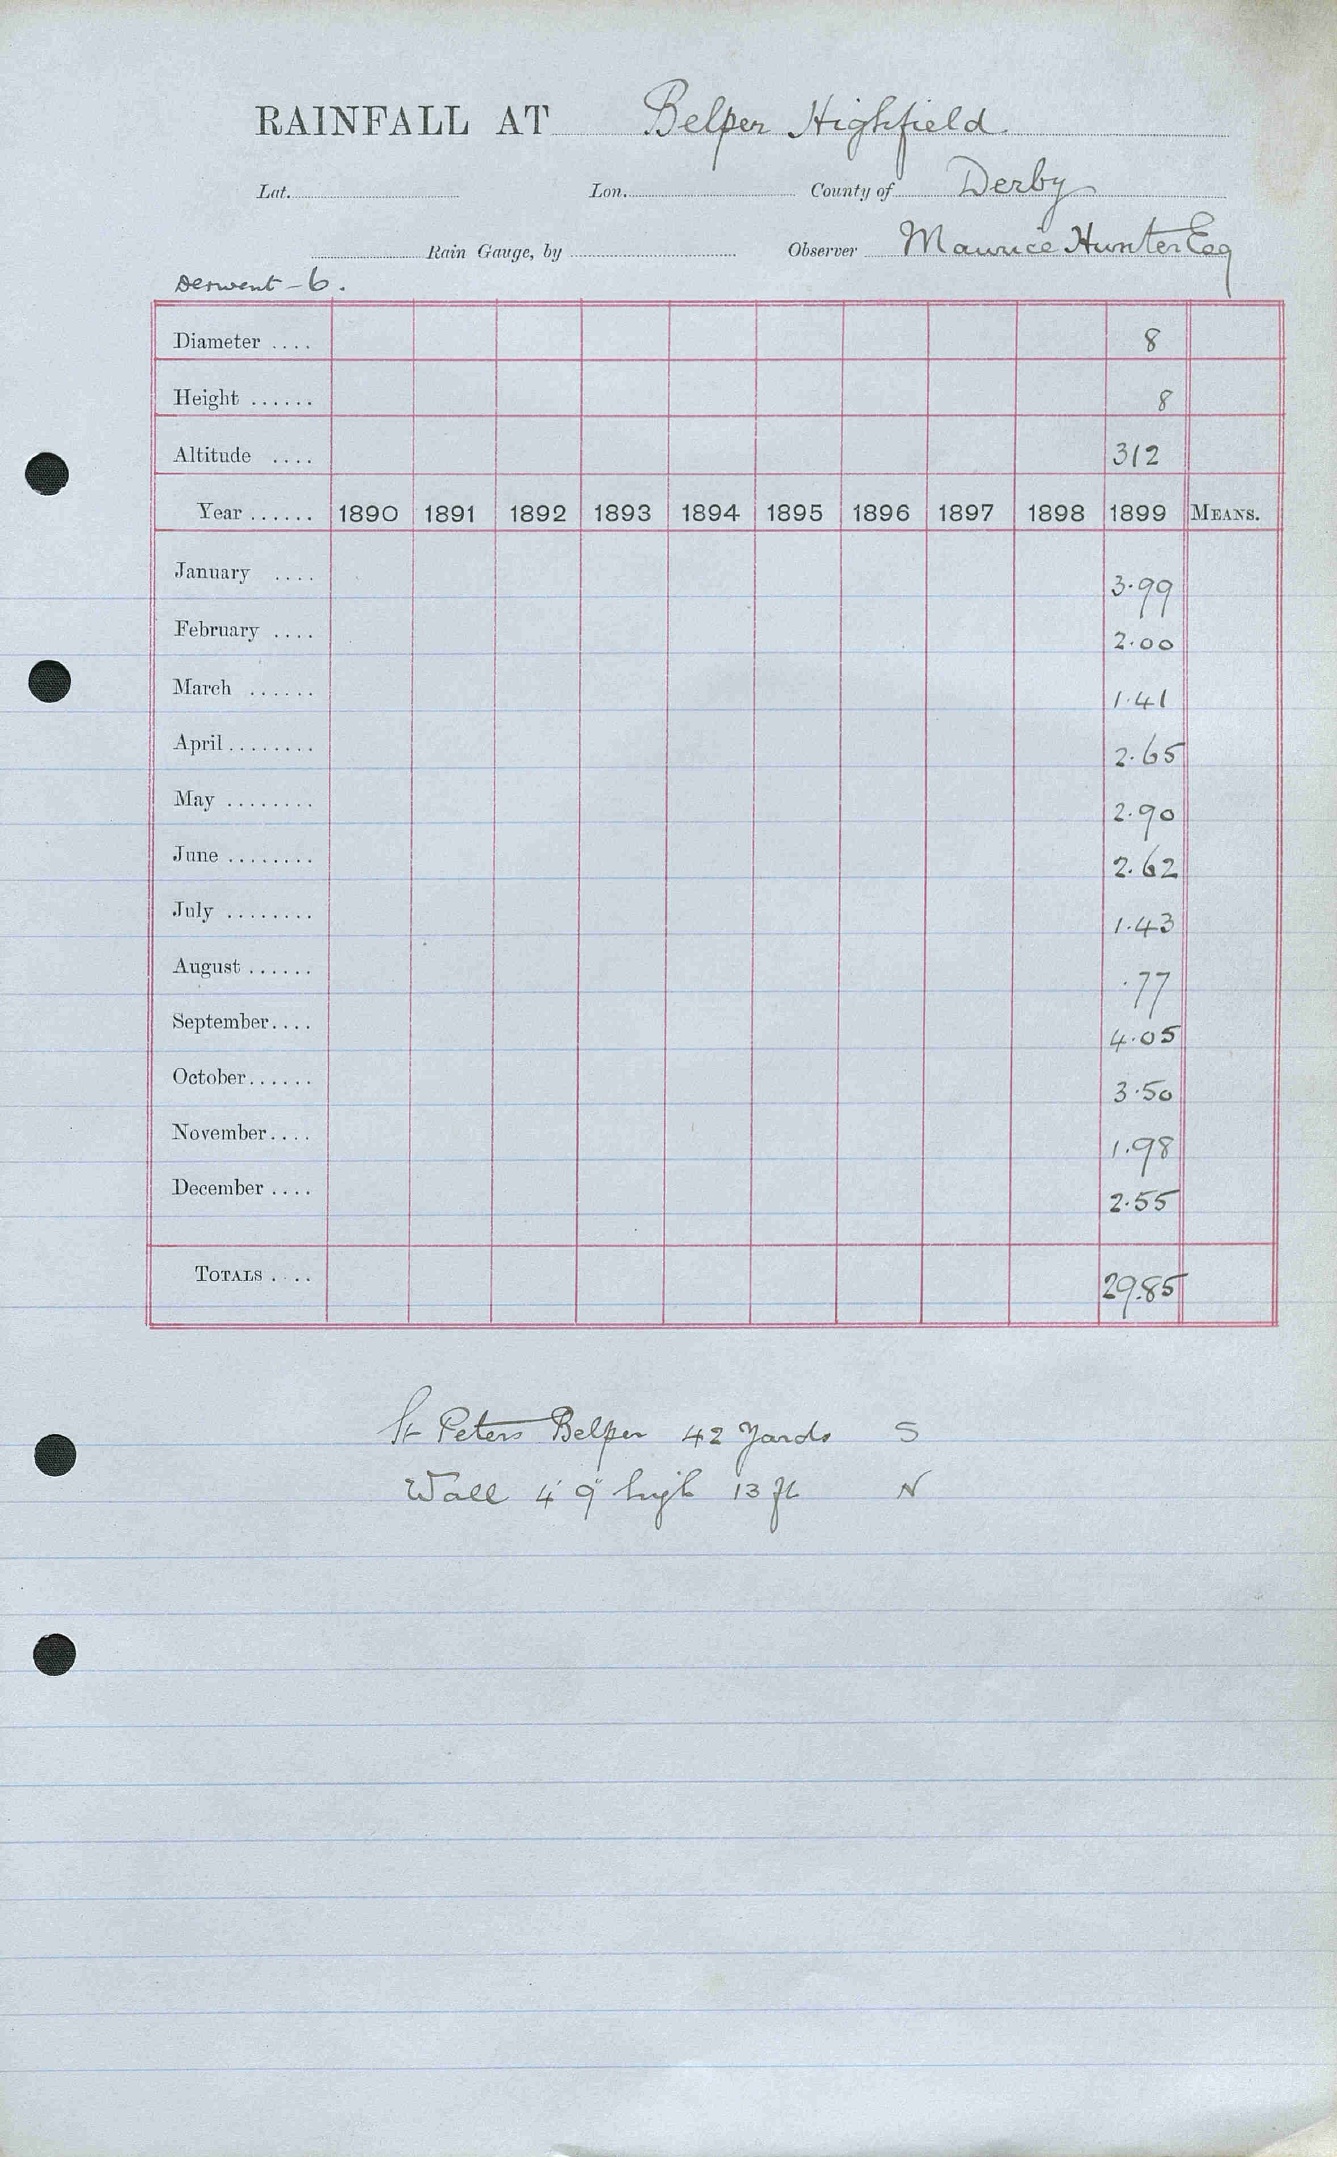 RAINFALL AT Belper Highfield
Lat. Lon. County of Derby
Rain Gauge, by Observer Maurice Hunter Esq
Derwent - 6.
Diameter .... 8
Height ...... 8
Altitude .... 312
Year ...... 1890 1891 1892 1893 1894 1895 1896 1897 1898 1899 MEANS.
January .... 3.99
February .... 2.00
March ...... 1.41
April ........ 2.65
May ........ 2.90
June ........ 2.62
July ........ 1.43
August ...... .77
September.... 4.05
October...... 3.50
November.... 1.98
December .... 2.55
TOTALS .... 29.85
St Peters Belper 42 Yards S
Wall 4' 9" high 13 ft N